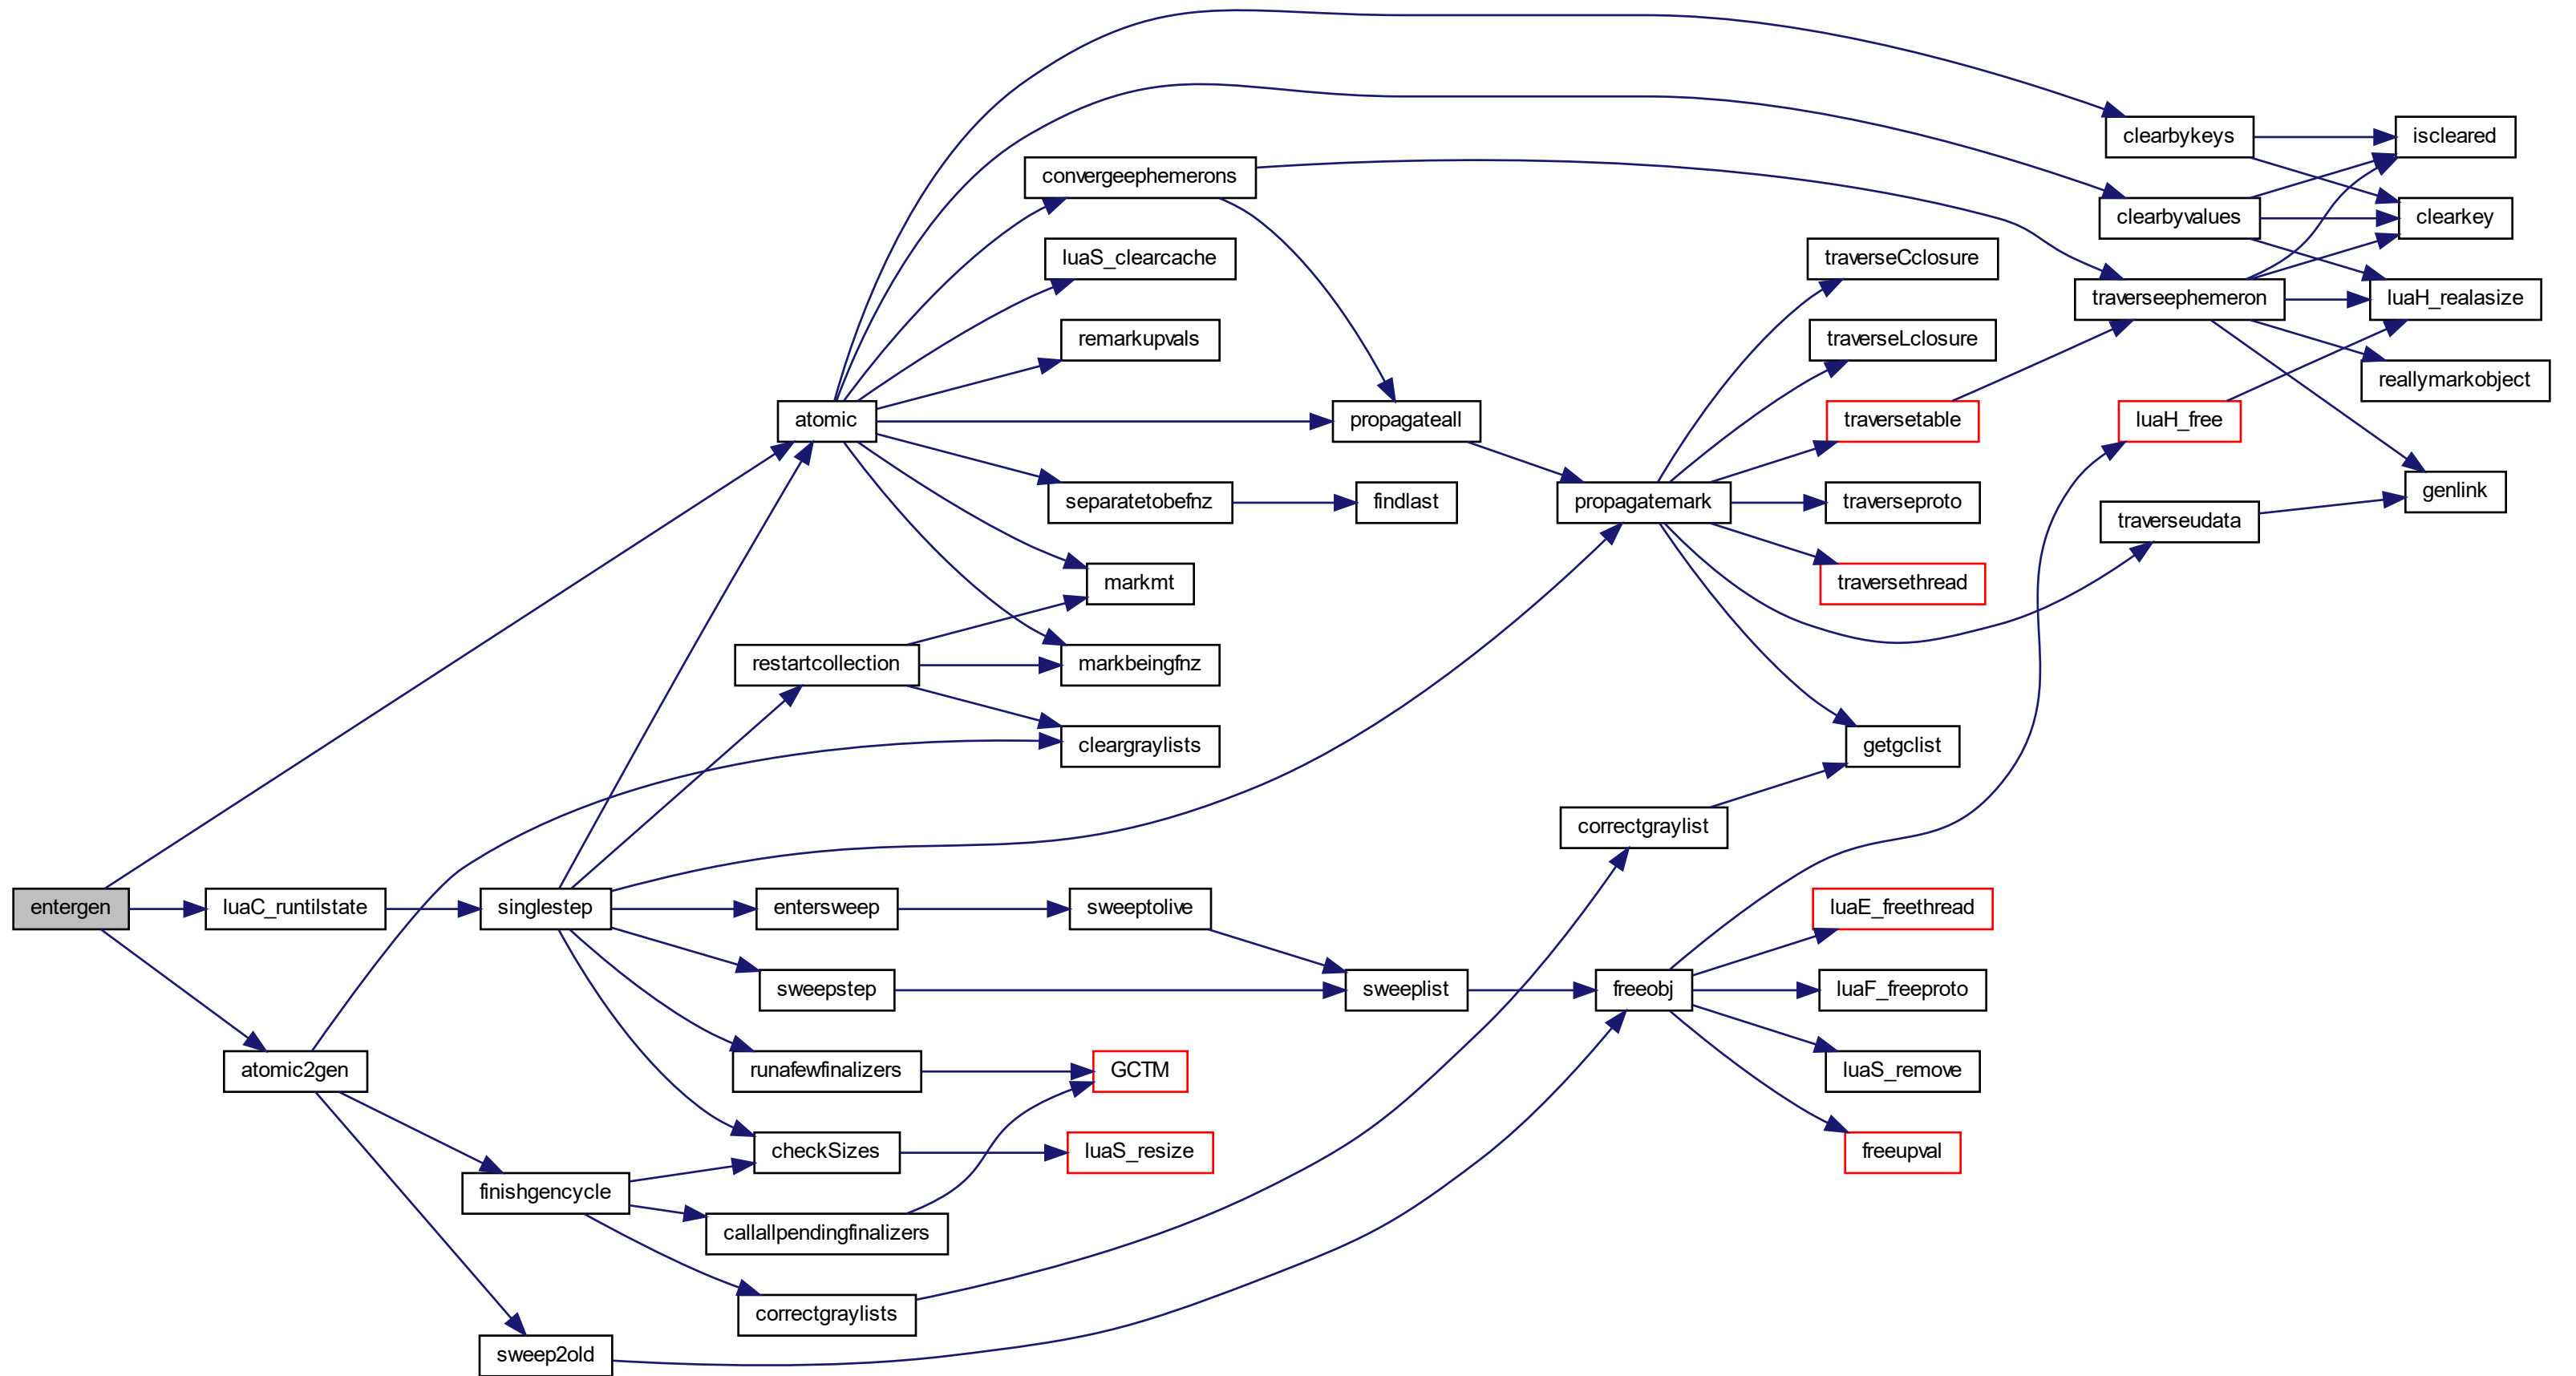 clearbykeys
iscleared
convergeephemerons
clearbyvalues
clearkey
luaS_clearcache
traverseCclosure
traverseephemeron
luaH_realasize
remarkupvals
traverseLclosure
reallymarkobject
atomic
propagateall
traversetable
luaH_free
separatetobefnz
findlast
propagatemark
traverseproto
genlink
traverseudata
markmt
traversethread
restartcollection
markbeingfnz
cleargraylists
getgclist
correctgraylist
entergen
luaC_runtilstate
singlestep
entersweep
sweeptolive
luaE_freethread
sweepstep
sweeplist
freeobj
luaF_freeproto
atomic2gen
runafewfinalizers
GCTM
luaS_remove
checkSizes
luaS_resize
freeupval
finishgencycle
callallpendingfinalizers
correctgraylists
sweep2old